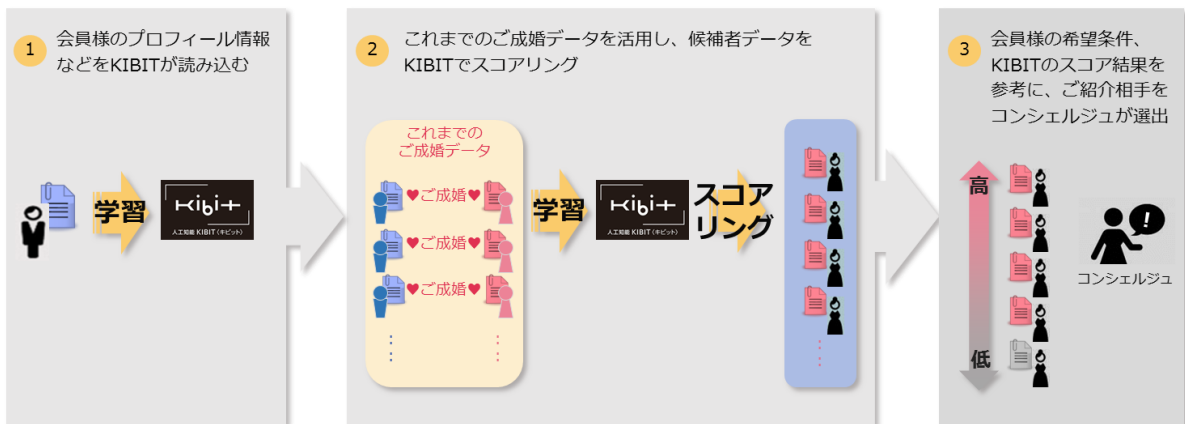 1
会員様のプロフィール情報
などをKIBITが読み込む
学習
KIBIT
人工知能 KIBIT（キビット）
2
これまでのご成婚データを活用し、候補者データを
KIBITでスコアリング
これまでの
ご成婚データ
♥ご成婚♥
♥ご成婚♥
♥ご成婚♥
学習
KIBIT
人工知能 KIBIT（キビット）
スコア
リング
3
会員様の希望条件、
KIBITのスコア結果を
参考に、ご紹介相手を
コンシェルジュが選出
高
低
!
コンシェルジュ